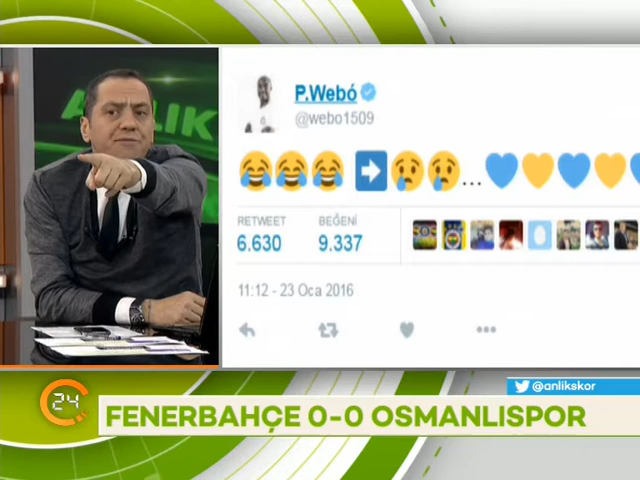 ANLIK
P.Webó
@webo1509
...
RETWEET
BEĞENİ
6.630
9.337
11:12 - 23 Oca 2016
@anlikskor
24
FENERBAHÇE 0-0 OSMANLISPOR